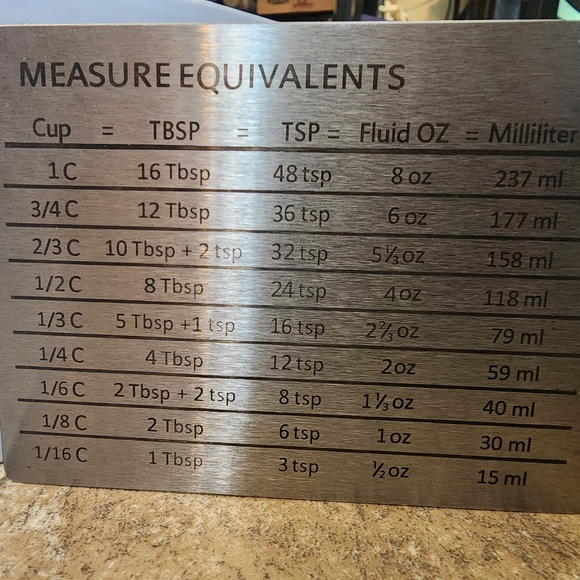 MEASURE EQUIVALENTS
Cup = TBSP = TSP = Fluid OZ = Milliliter
1 C 16 Tbsp 48 tsp 8 oz 237 ml
3/4 C 12 Tbsp 36 tsp 6 oz 177 ml
2/3 C 10 Tbsp + 2 tsp 32 tsp 5⅓ oz 158 ml
1/2 C 8 Tbsp 24 tsp 4 oz 118 ml
1/3 C 5 Tbsp +1 tsp 16 tsp 2⅔ oz 79 ml
1/4 C 4 Tbsp 12 tsp 2oz 59 ml
1/6 C 2 Tbsp + 2 tsp 8 tsp 1⅓ oz 40 ml
1/8 C 2 Tbsp 6 tsp 1 oz 30 ml
1/16 C 1 Tbsp 3 tsp ½ oz 15 ml